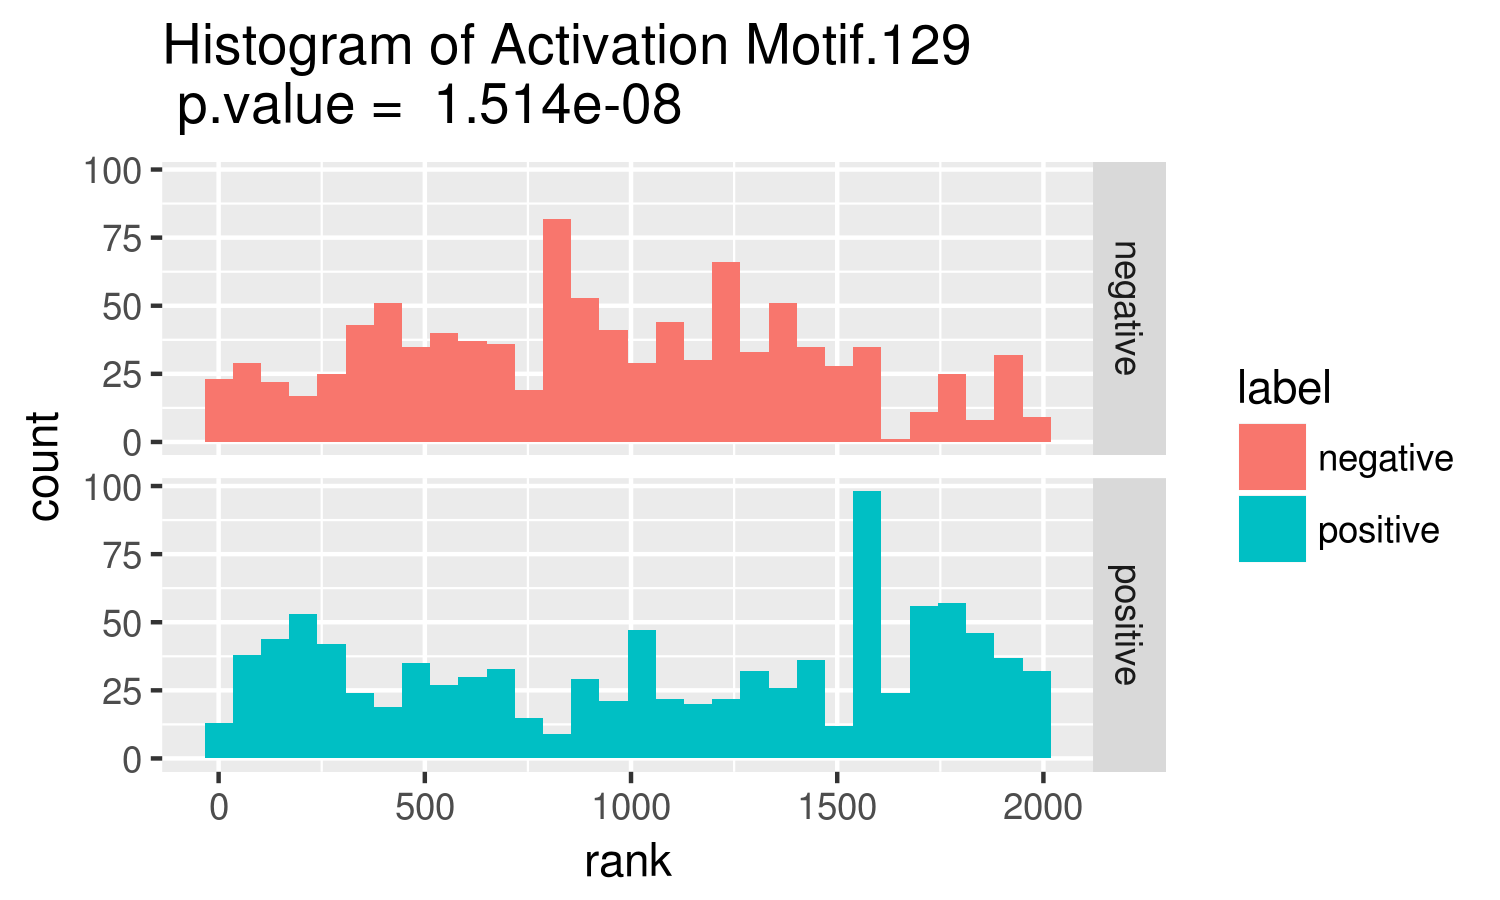 Histogram of Activation Motif.129
p.value = 1.514e-08
100
75
50
25
0
negative
100
75
50
25
0
positive
count
0 500 1000 1500 2000
rank
label
negative
positive